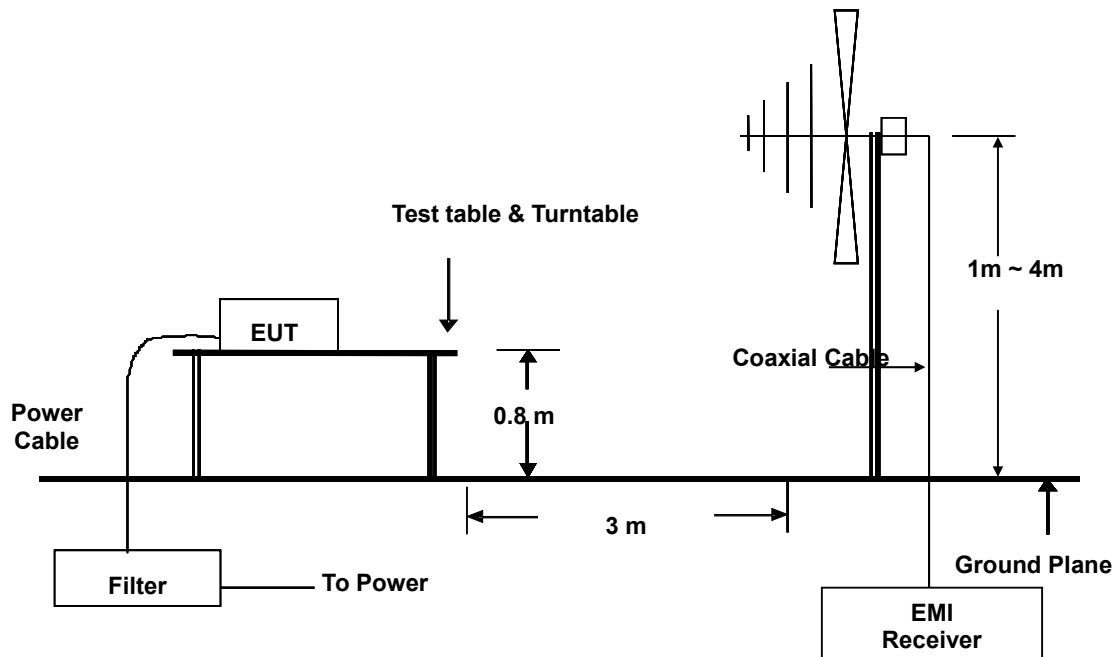 Test table & Turntable
1m ~ 4m
EUT
Coaxial Cable
0.8 m
Power
Cable
3 m
Ground Plane
Filter
To Power
EMI
Receiver